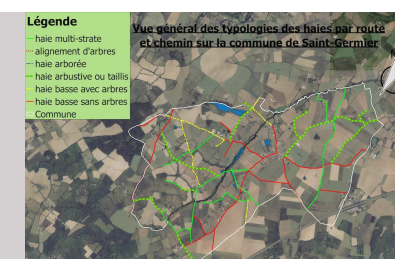 Légende
haie multi-strate
alignement d'arbres
haie arborée
haie arbustive ou taillis
haie basse avec arbres
haie basse sans arbres
Commune
Vue général des typologies des haies par route
et chemin sur la commune de Saint-Germier